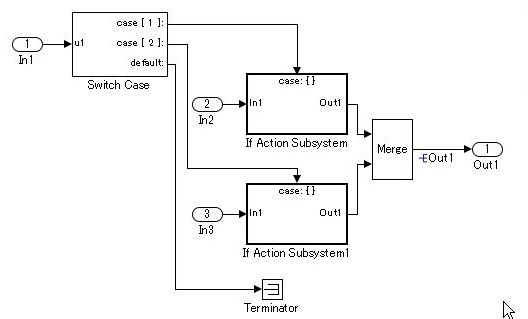 case [ 1 ]:
1
u1
case [ 2 ]:
In1
default:
Switch Case
case: { }
2
In1
Out1
In2
If Action Subsystem
Merge
Out1
1
Out1
case: { }
3
In1
Out1
In3
If Action Subsystem1
Terminator